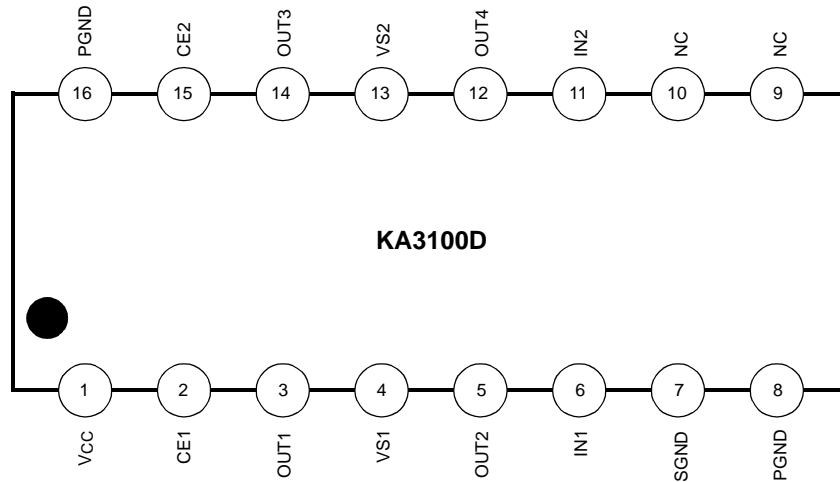 PGND CE2 OUT3 VS2 OUT4 IN2 NC NC
16 15 14 13 12 11 10 9
KA3100D
1 2 3 4 5 6 7 8
VCC CE1 OUT1 VS1 OUT2 IN1 SGND PGND